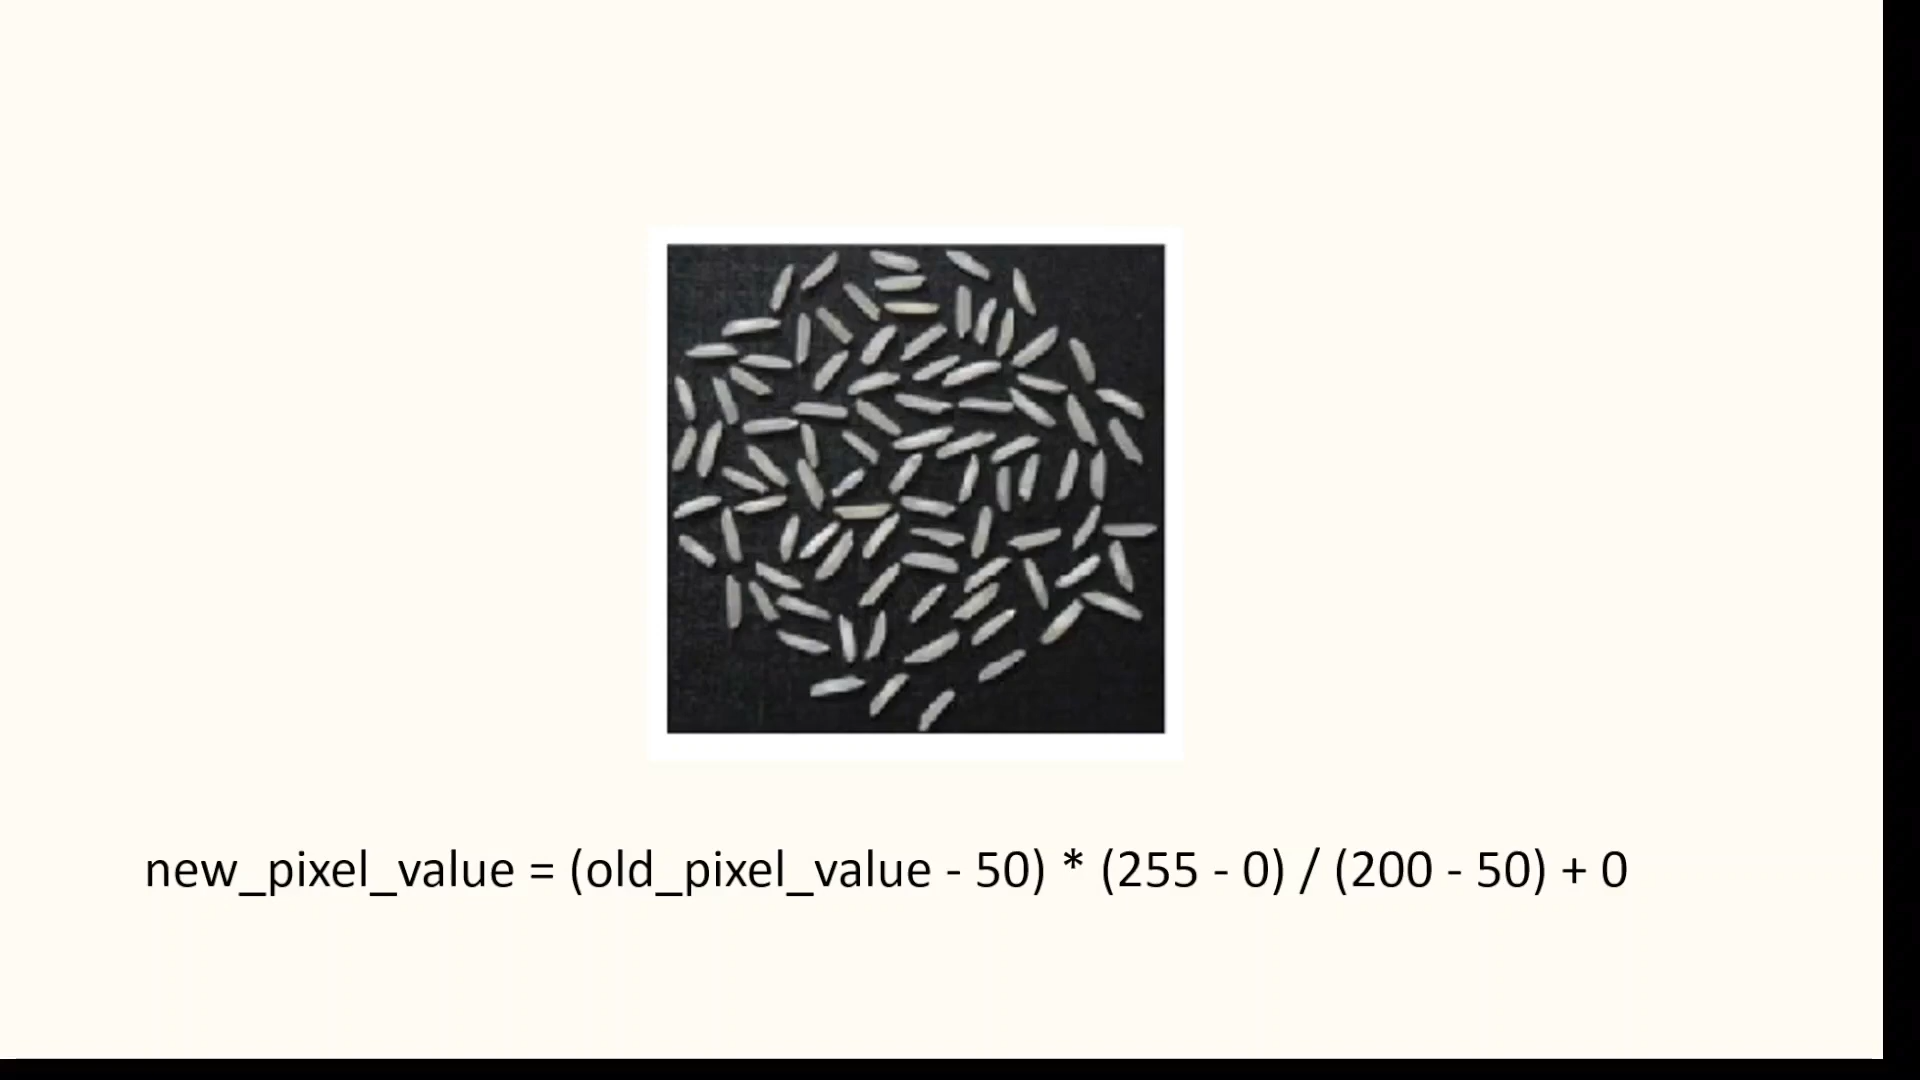 new_pixel_value = (old_pixel_value - 50) * (255 - 0) / (200 - 50) + 0